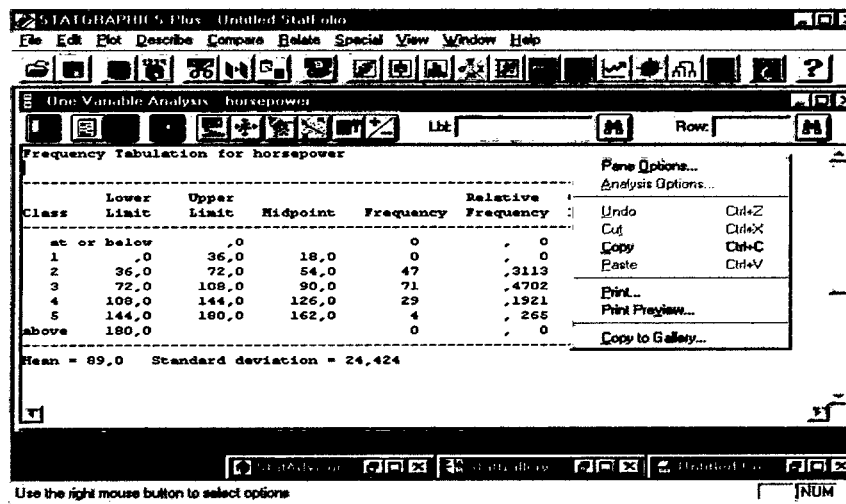 STATGRAPHICS Plus - Untitled StatFolio
File Edit Plot Describe Compare Relate Special View Window Help
One Variable Analysis - horsepower
Lbl: Row:
Frequency Tabulation for horsepower
Lower Upper Relative
Class Limit Limit Midpoint Frequency Frequency
at or below ,0 0 , 0
1 ,0 36,0 18,0 0 , 0
2 36,0 72,0 54,0 47 ,3113
3 72,0 108,0 90,0 71 ,4702
4 108,0 144,0 126,0 29 ,1921
5 144,0 180,0 162,0 4 , 265
above 180,0 0 , 0
Mean = 89,0 Standard deviation = 24,424
Pane Options...
Analysis Options...
Undo Ctrl+Z
Cut Ctrl+X
Copy Ctrl+C
Paste Ctrl+V
Print...
Print Preview...
Copy to Gallery...
Use the right mouse button to select options NUM